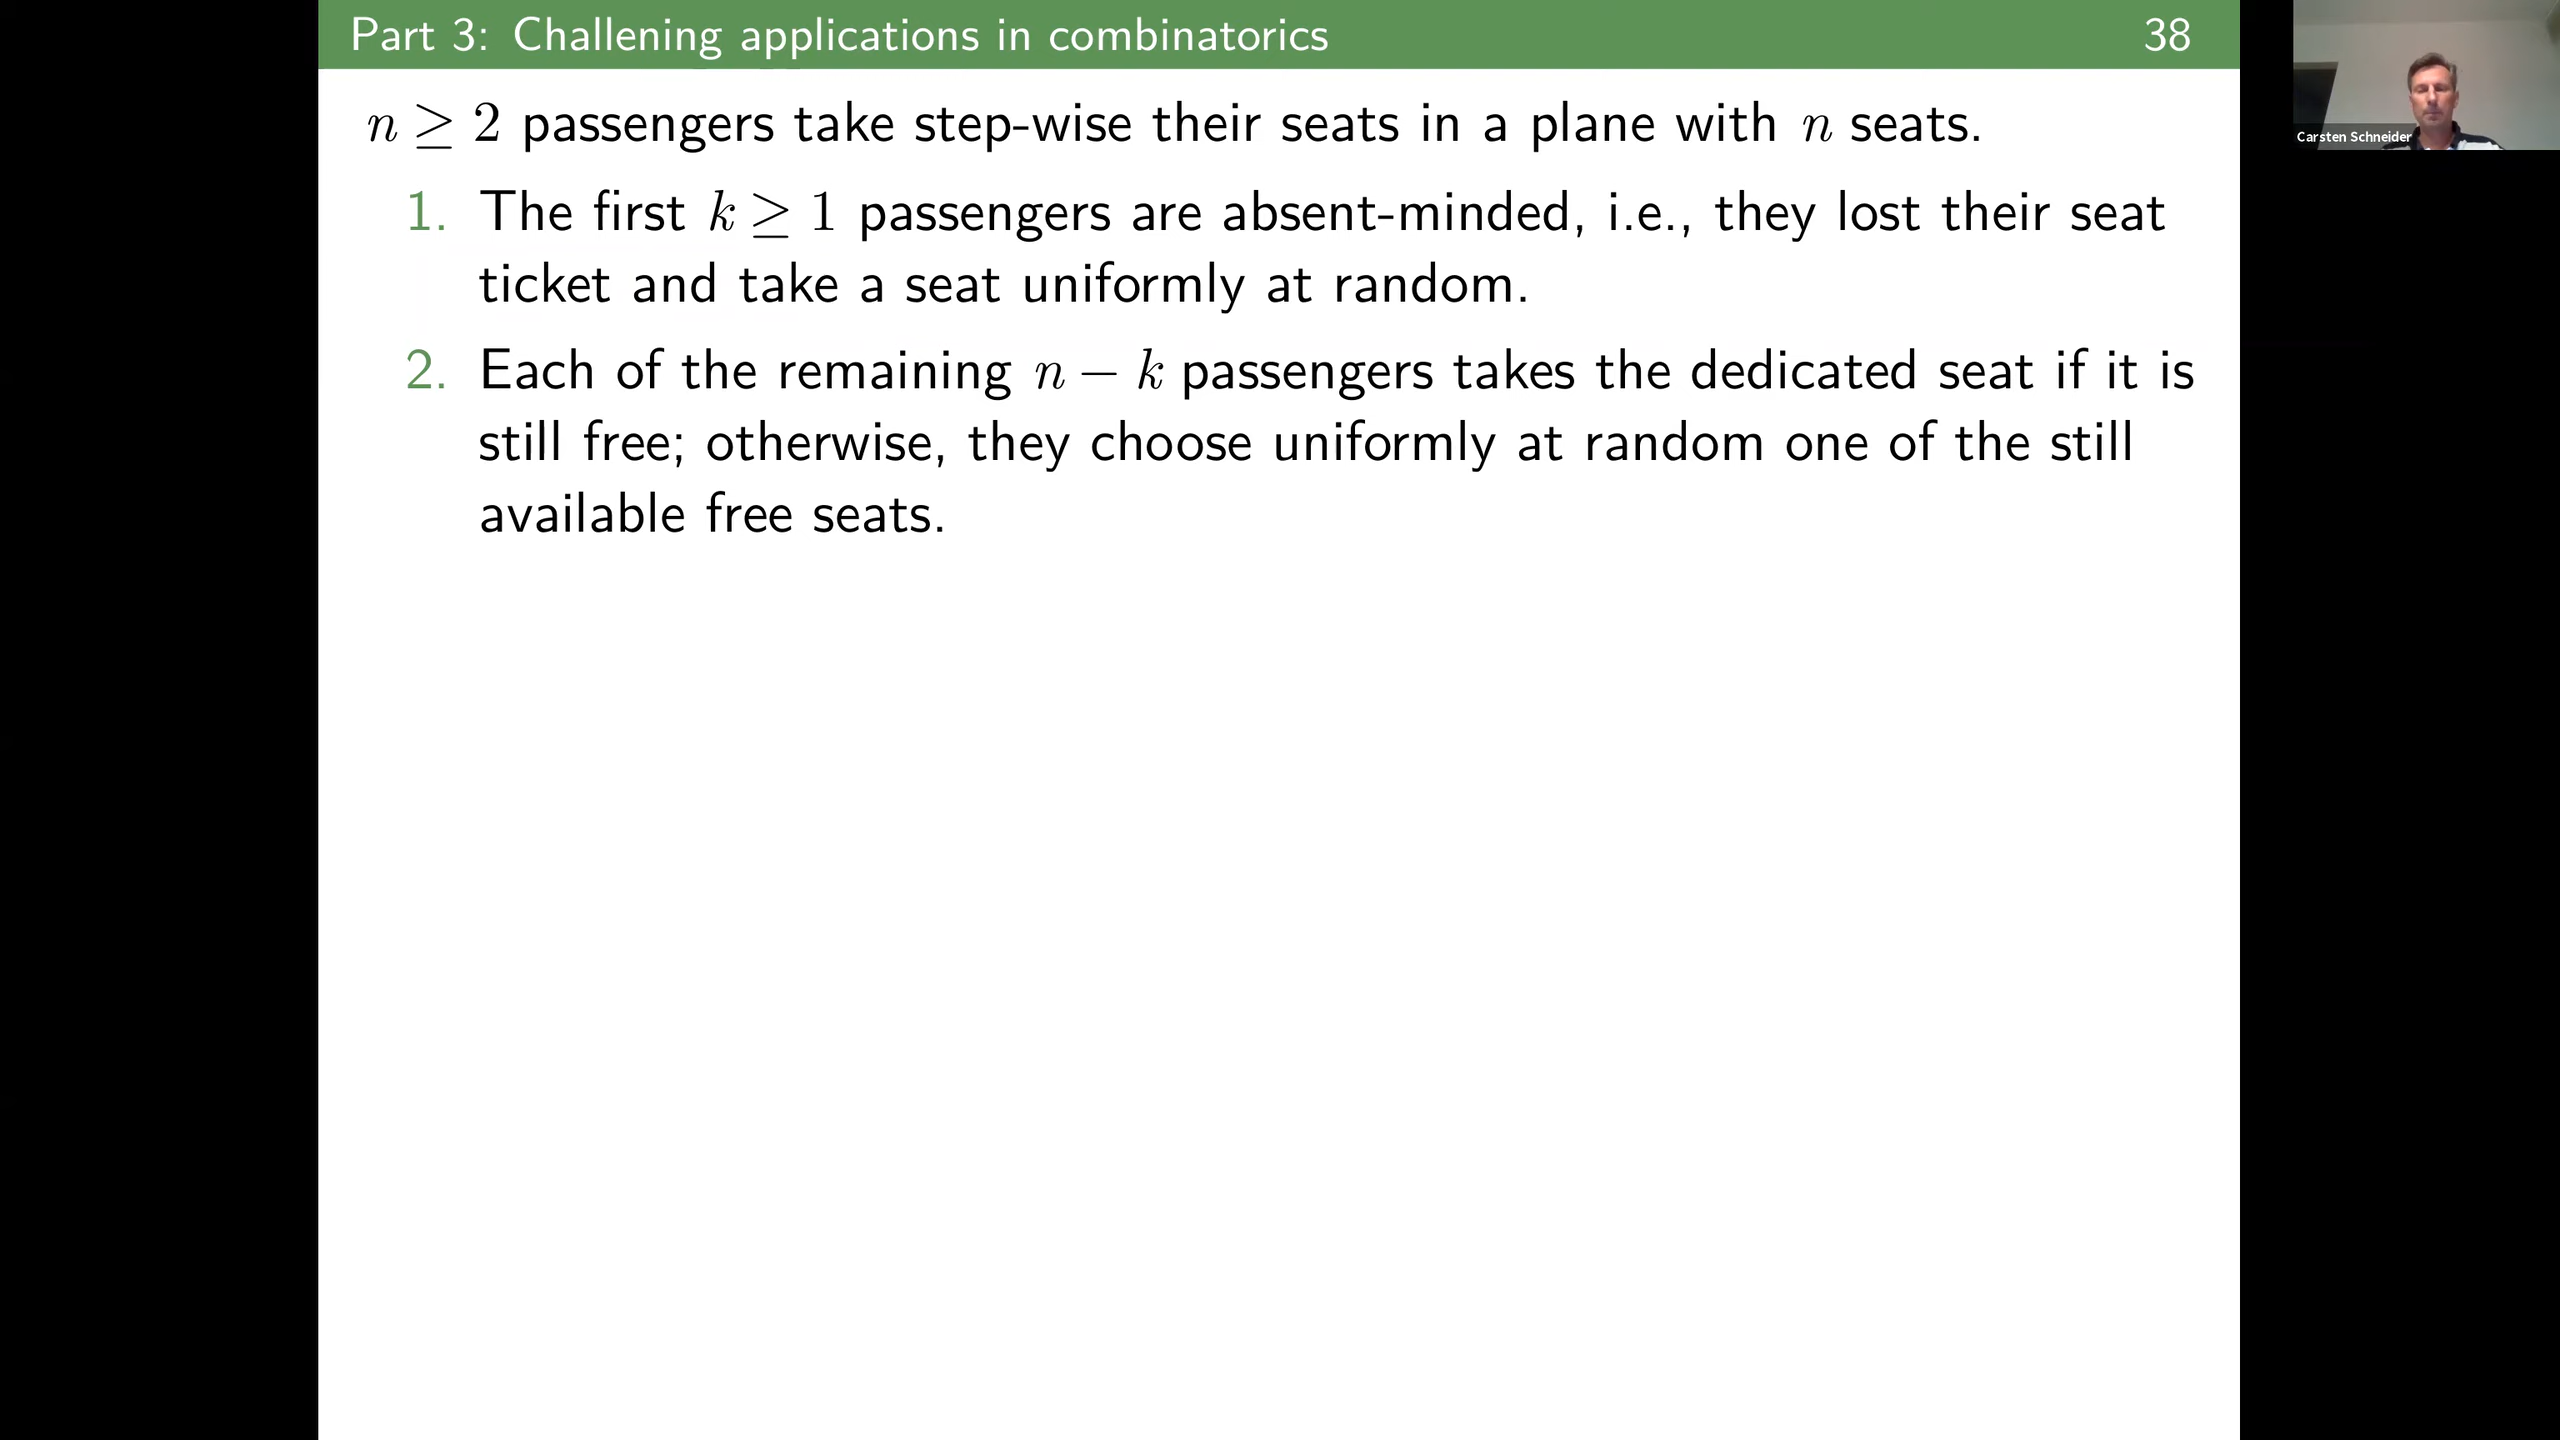 Part 3: Challening applications in combinatorics 38
n ≥ 2 passengers take step-wise their seats in a plane with n seats.
1. The first k ≥ 1 passengers are absent-minded, i.e., they lost their seat
ticket and take a seat uniformly at random.
2. Each of the remaining n − k passengers takes the dedicated seat if it is
still free; otherwise, they choose uniformly at random one of the still
available free seats.
Carsten Schneider